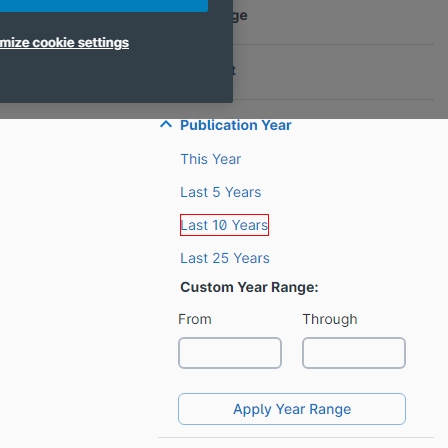 mize cookie settings
Publication Year
This Year
Last 5 Years
Last 10 Years
Last 25 Years
Custom Year Range:
From Through
Apply Year Range